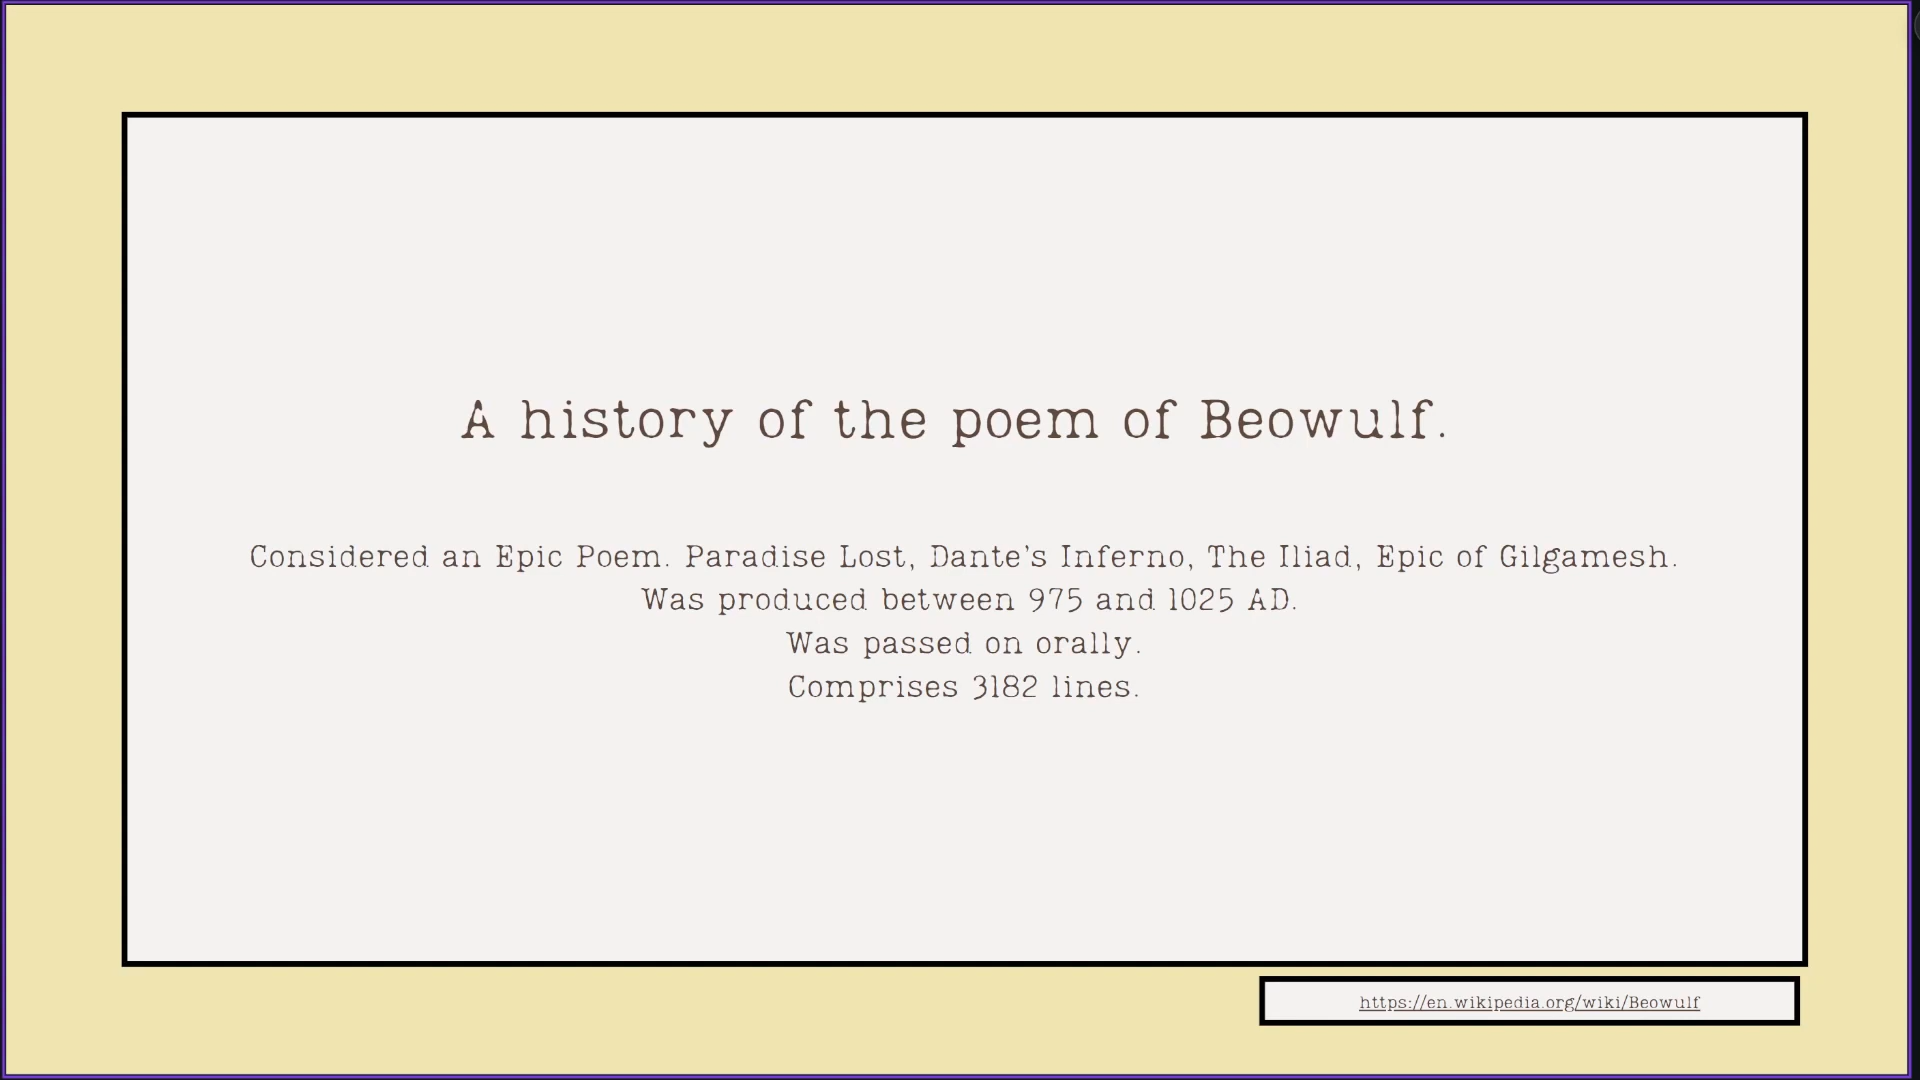 A history of the poem of Beowulf.
Considered an Epic Poem. Paradise Lost, Dante's Inferno, The Iliad, Epic of Gilgamesh.
Was produced between 975 and 1025 AD.
Was passed on orally.
Comprises 3182 lines.
https://en.wikipedia.org/wiki/Beowulf